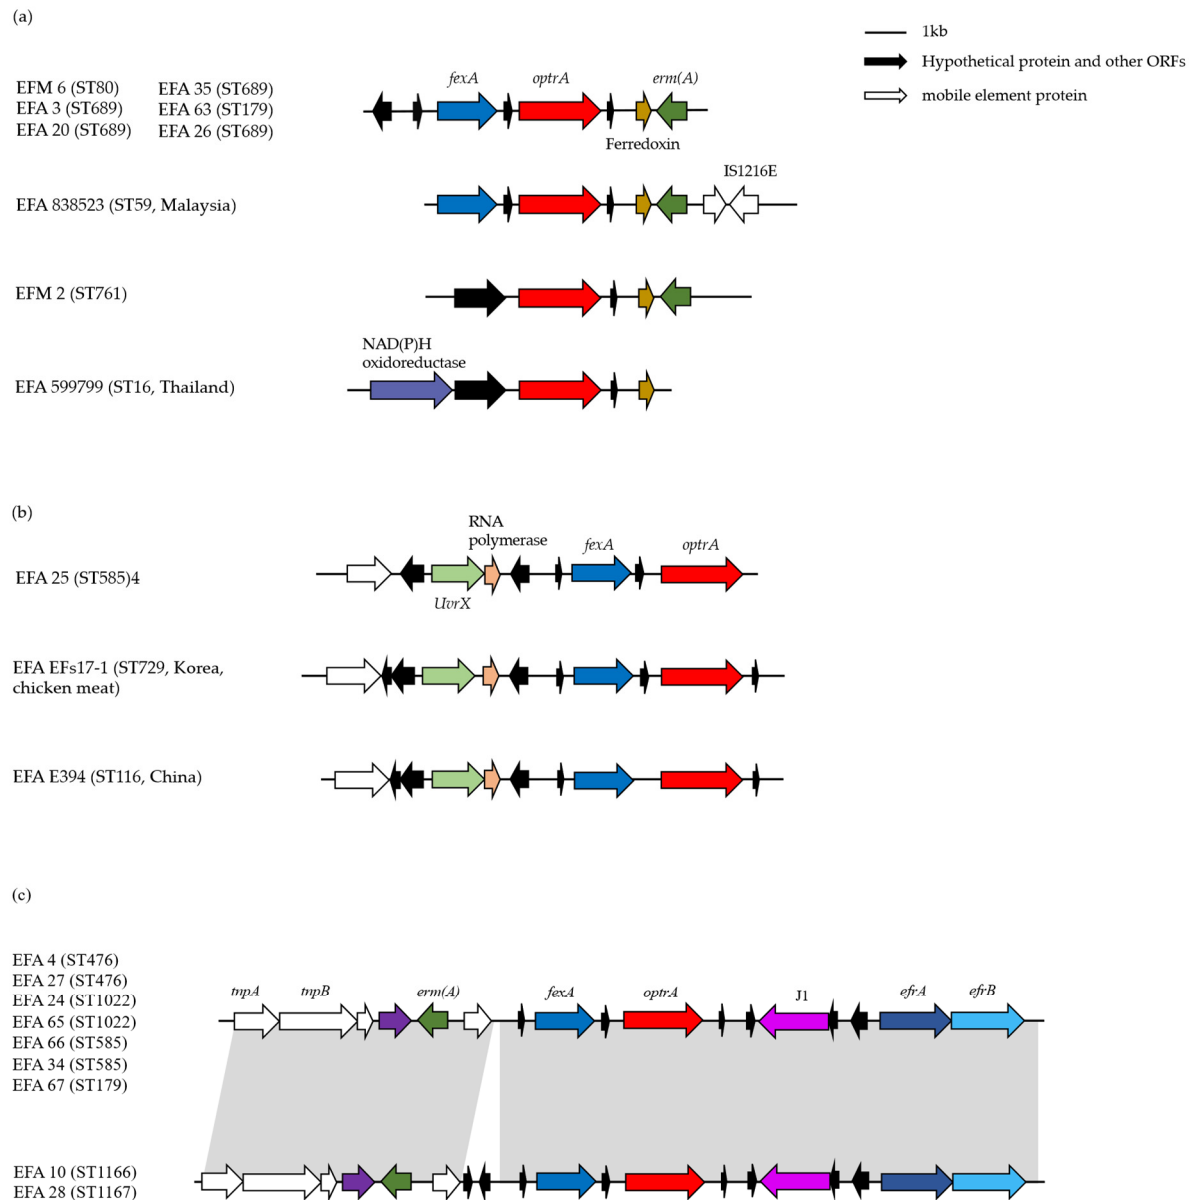 (a)
1kb
Hypothetical protein and other ORFs
mobile element protein
EFM 6 (ST80) EFA 35 (ST689)
EFA 3 (ST689) EFA 63 (ST179)
EFA 20 (ST689) EFA 26 (ST689)
fexA optrA erm(A)
Ferredoxin
IS1216E
EFA 838523 (ST59, Malaysia)
EFM 2 (ST761)
NAD(P)H
oxidoreductase
EFA 599799 (ST16, Thailand)
(b)
RNA
polymerase
fexA optrA
EFA 25 (ST585)4
UvrX
EFA EFs17-1 (ST729, Korea,
chicken meat)
EFA E394 (ST116, China)
(c)
EFA 4 (ST476)
EFA 27 (ST476)
EFA 24 (ST1022)
EFA 65 (ST1022)
EFA 66 (ST585)
EFA 34 (ST585)
EFA 67 (ST179)
tnpA tnpB erm(A) fexA optrA J1 efrA efrB
EFA 10 (ST1166)
EFA 28 (ST1167)